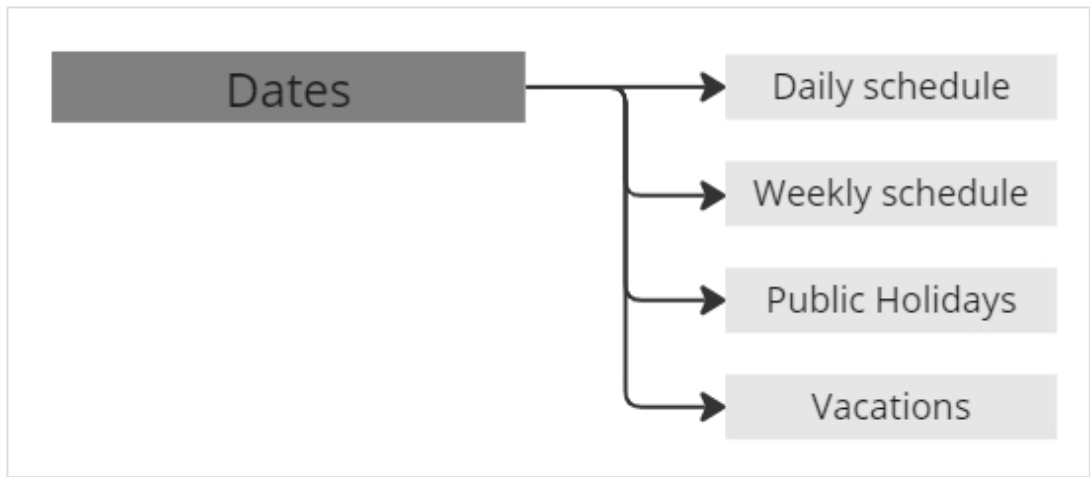 Dates
Daily schedule
Weekly schedule
Public Holidays
Vacations